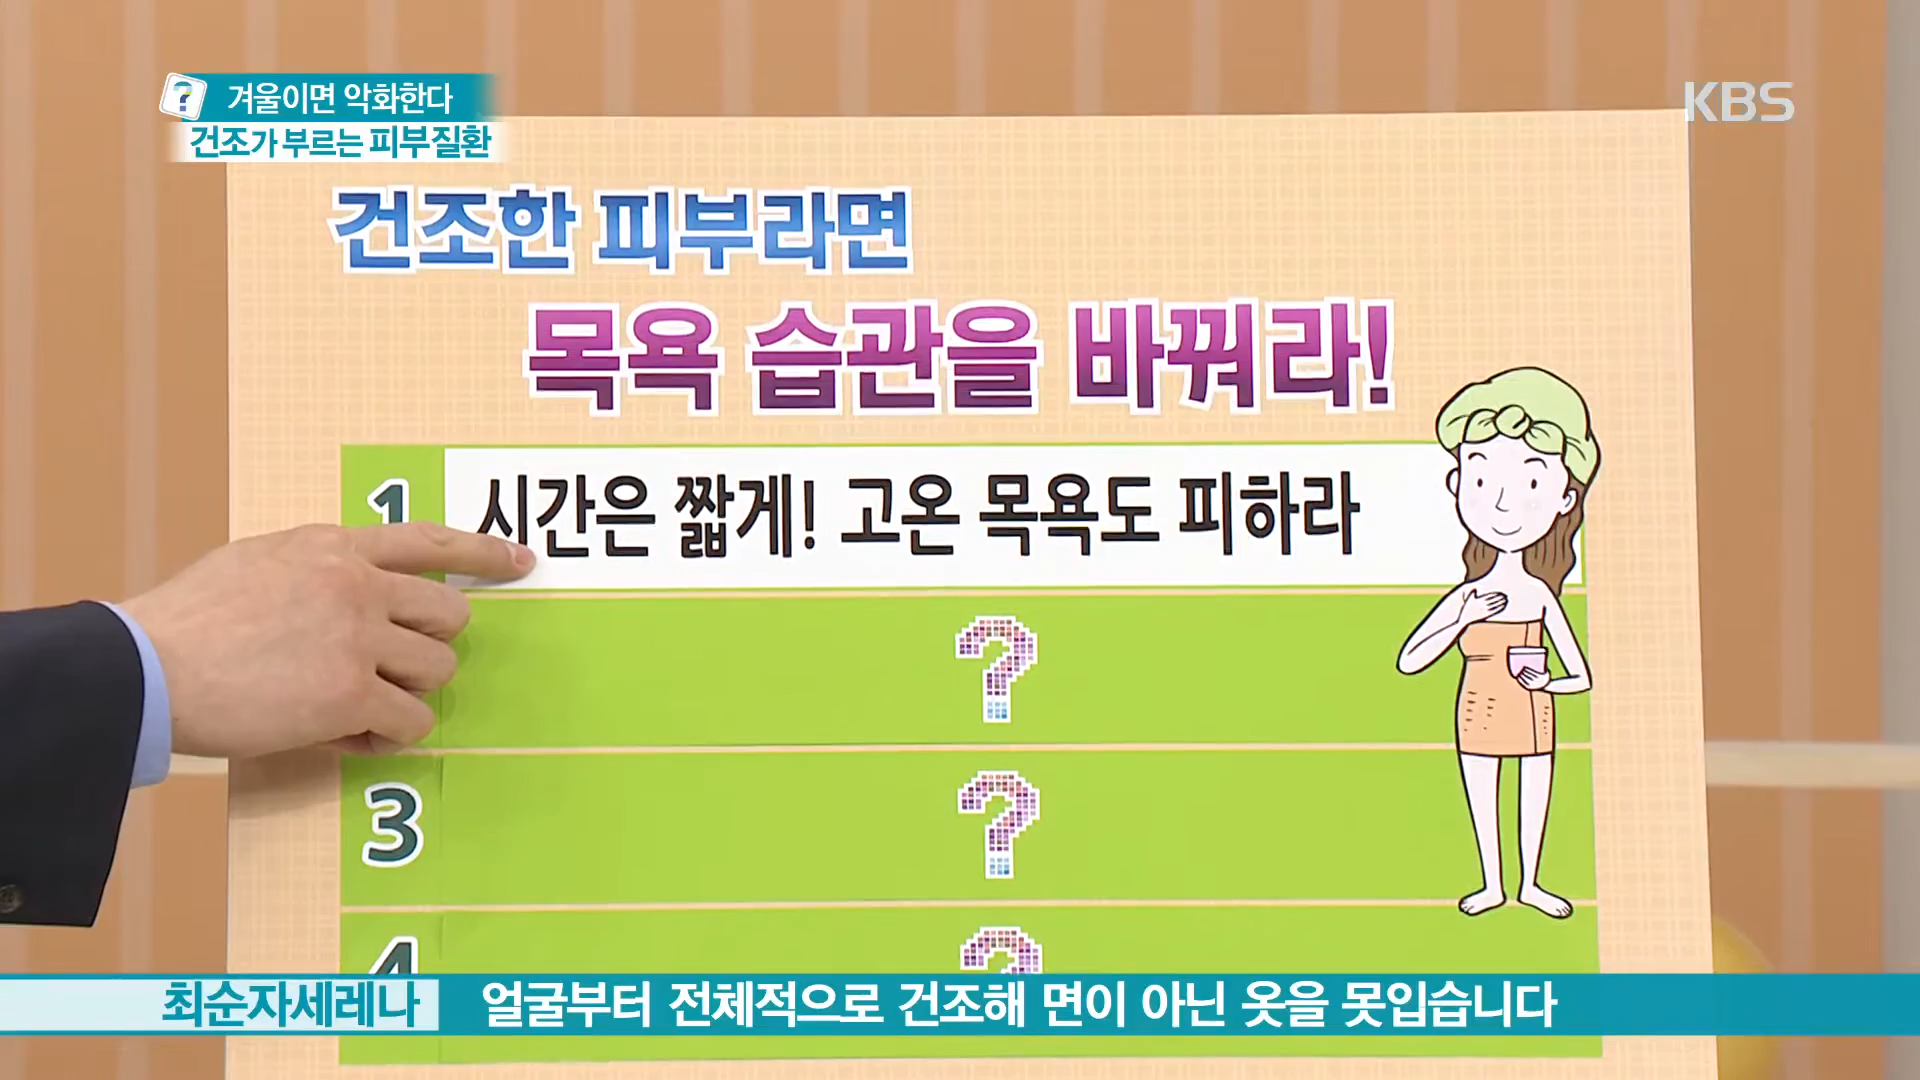 ? 겨울이면 악화한다
건조가 부르는 피부질환
KBS
건조한 피부라면
목욕 습관을 바꿔라!
1 시간은 짧게! 고온 목욕도 피하라
?
3 ?
4 ?
최순자세레나 얼굴부터 전체적으로 건조해 면이 아닌 옷을 못입습니다